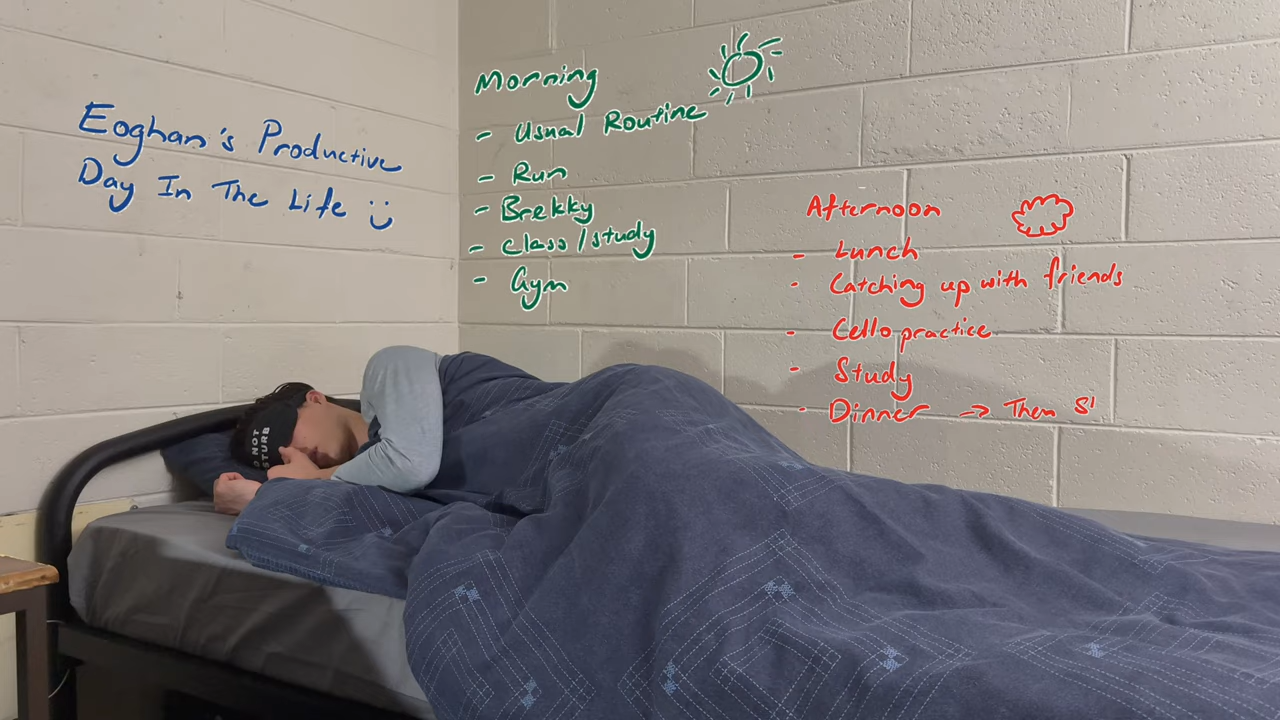 Eoghan's Productive
Day In The Life :)
Morning
- Usual Routine
- Run
- Brekky
- Class/study
- Gym
Afternoon
- Lunch
- Catching up with friends
- Cello practice
- Study
- Dinner → Then
NOT
STURB